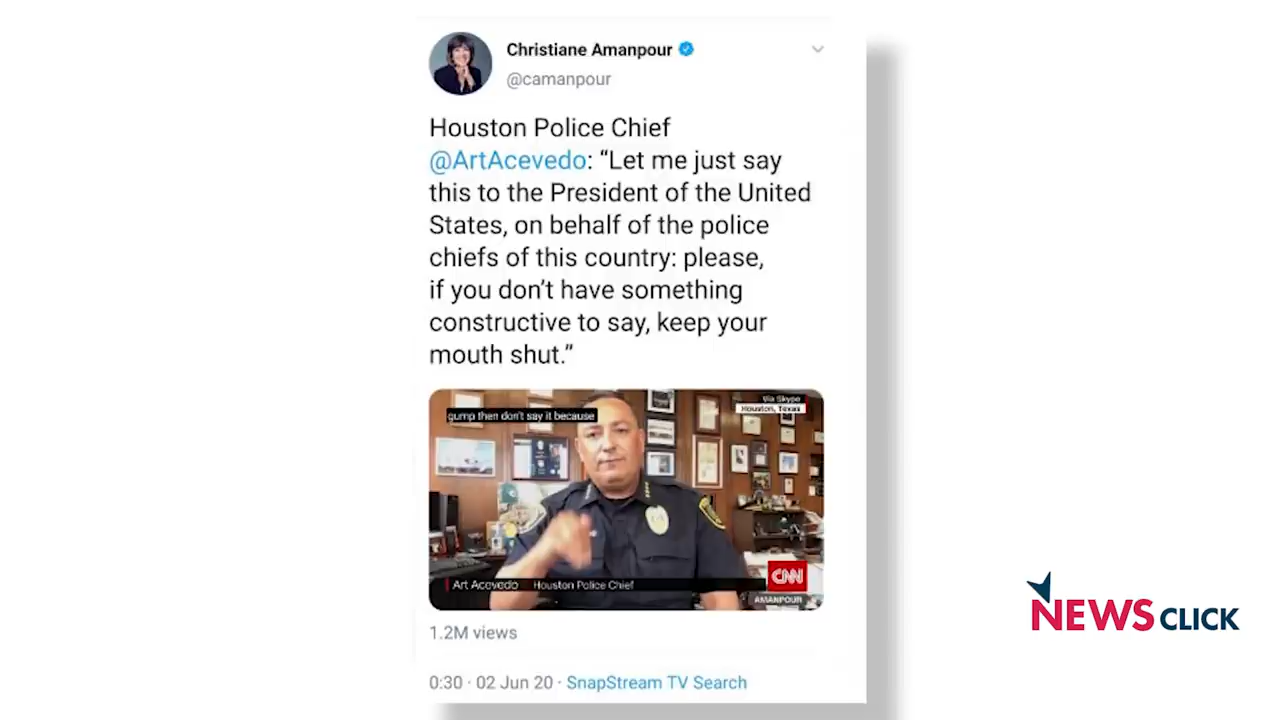 Christiane Amanpour
@camanpour
Houston Police Chief
@ArtAcevedo: “Let me just say
this to the President of the United
States, on behalf of the police
chiefs of this country: please,
if you don’t have something
constructive to say, keep your
mouth shut.”
gump then don't say it because
Via Skype
Houston, Texas
Art Acevedo Houston Police Chief
CNN
AMANPOUR
1.2M views
0:30 · 02 Jun 20 · SnapStream TV Search
NEWSCLICK